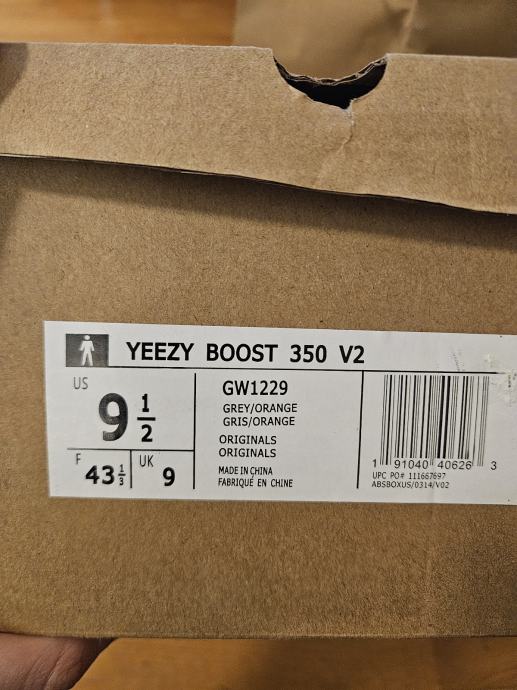 YEEZY BOOST 350 V2
US
9 1/2
F
43 1/3
UK
9
GW1229
GREY/ORANGE
GRIS/ORANGE
ORIGINALS
ORIGINALS
MADE IN CHINA
FABRIQUÉ EN CHINE
1 91040 40626 3
UPC PO# 111667697
ABSBOXUS/0314/V02